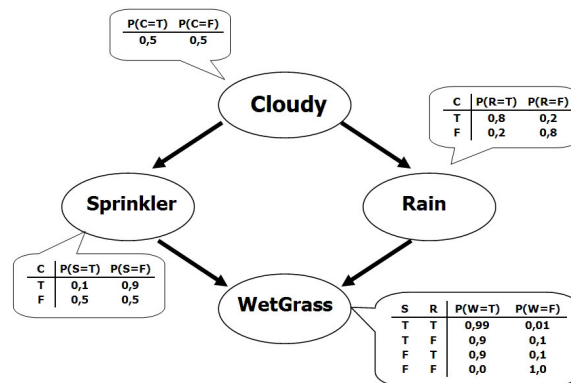 P(C=T) P(C=F)
0,5 0,5
Cloudy
C P(R=T) P(R=F)
T 0,8 0,2
F 0,2 0,8
Sprinkler
Rain
C P(S=T) P(S=F)
T 0,1 0,9
F 0,5 0,5
WetGrass
S R P(W=T) P(W=F)
T T 0,99 0,01
T F 0,9 0,1
F T 0,9 0,1
F F 0,0 1,0